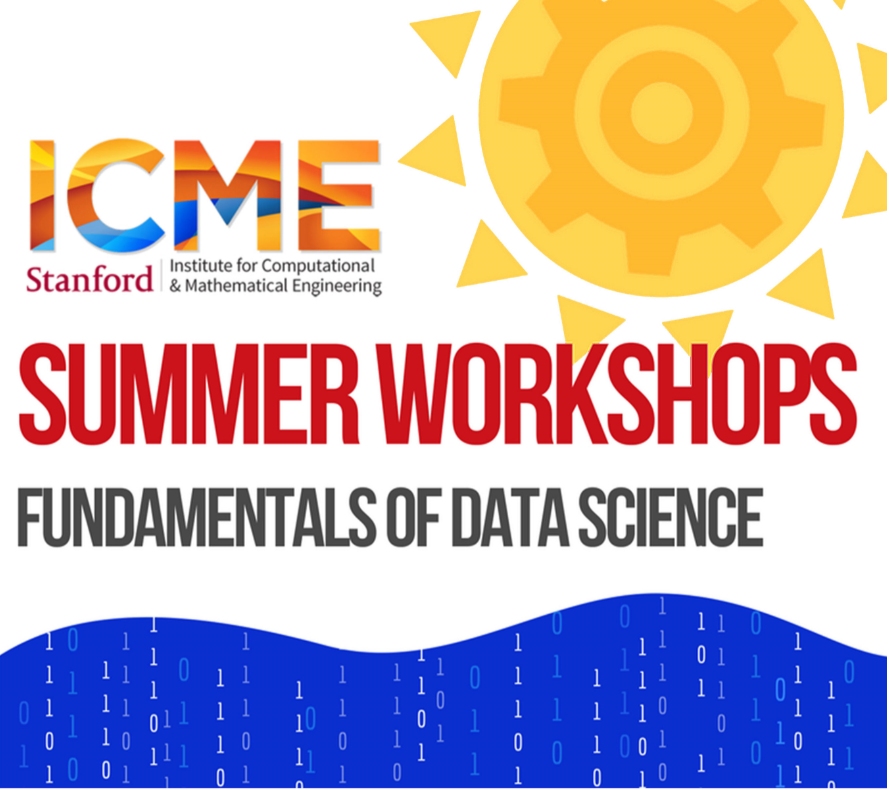 ICME
Stanford
Institute for Computational
& Mathematical Engineering
SUMMER WORKSHOPS
FUNDAMENTALS OF DATA SCIENCE